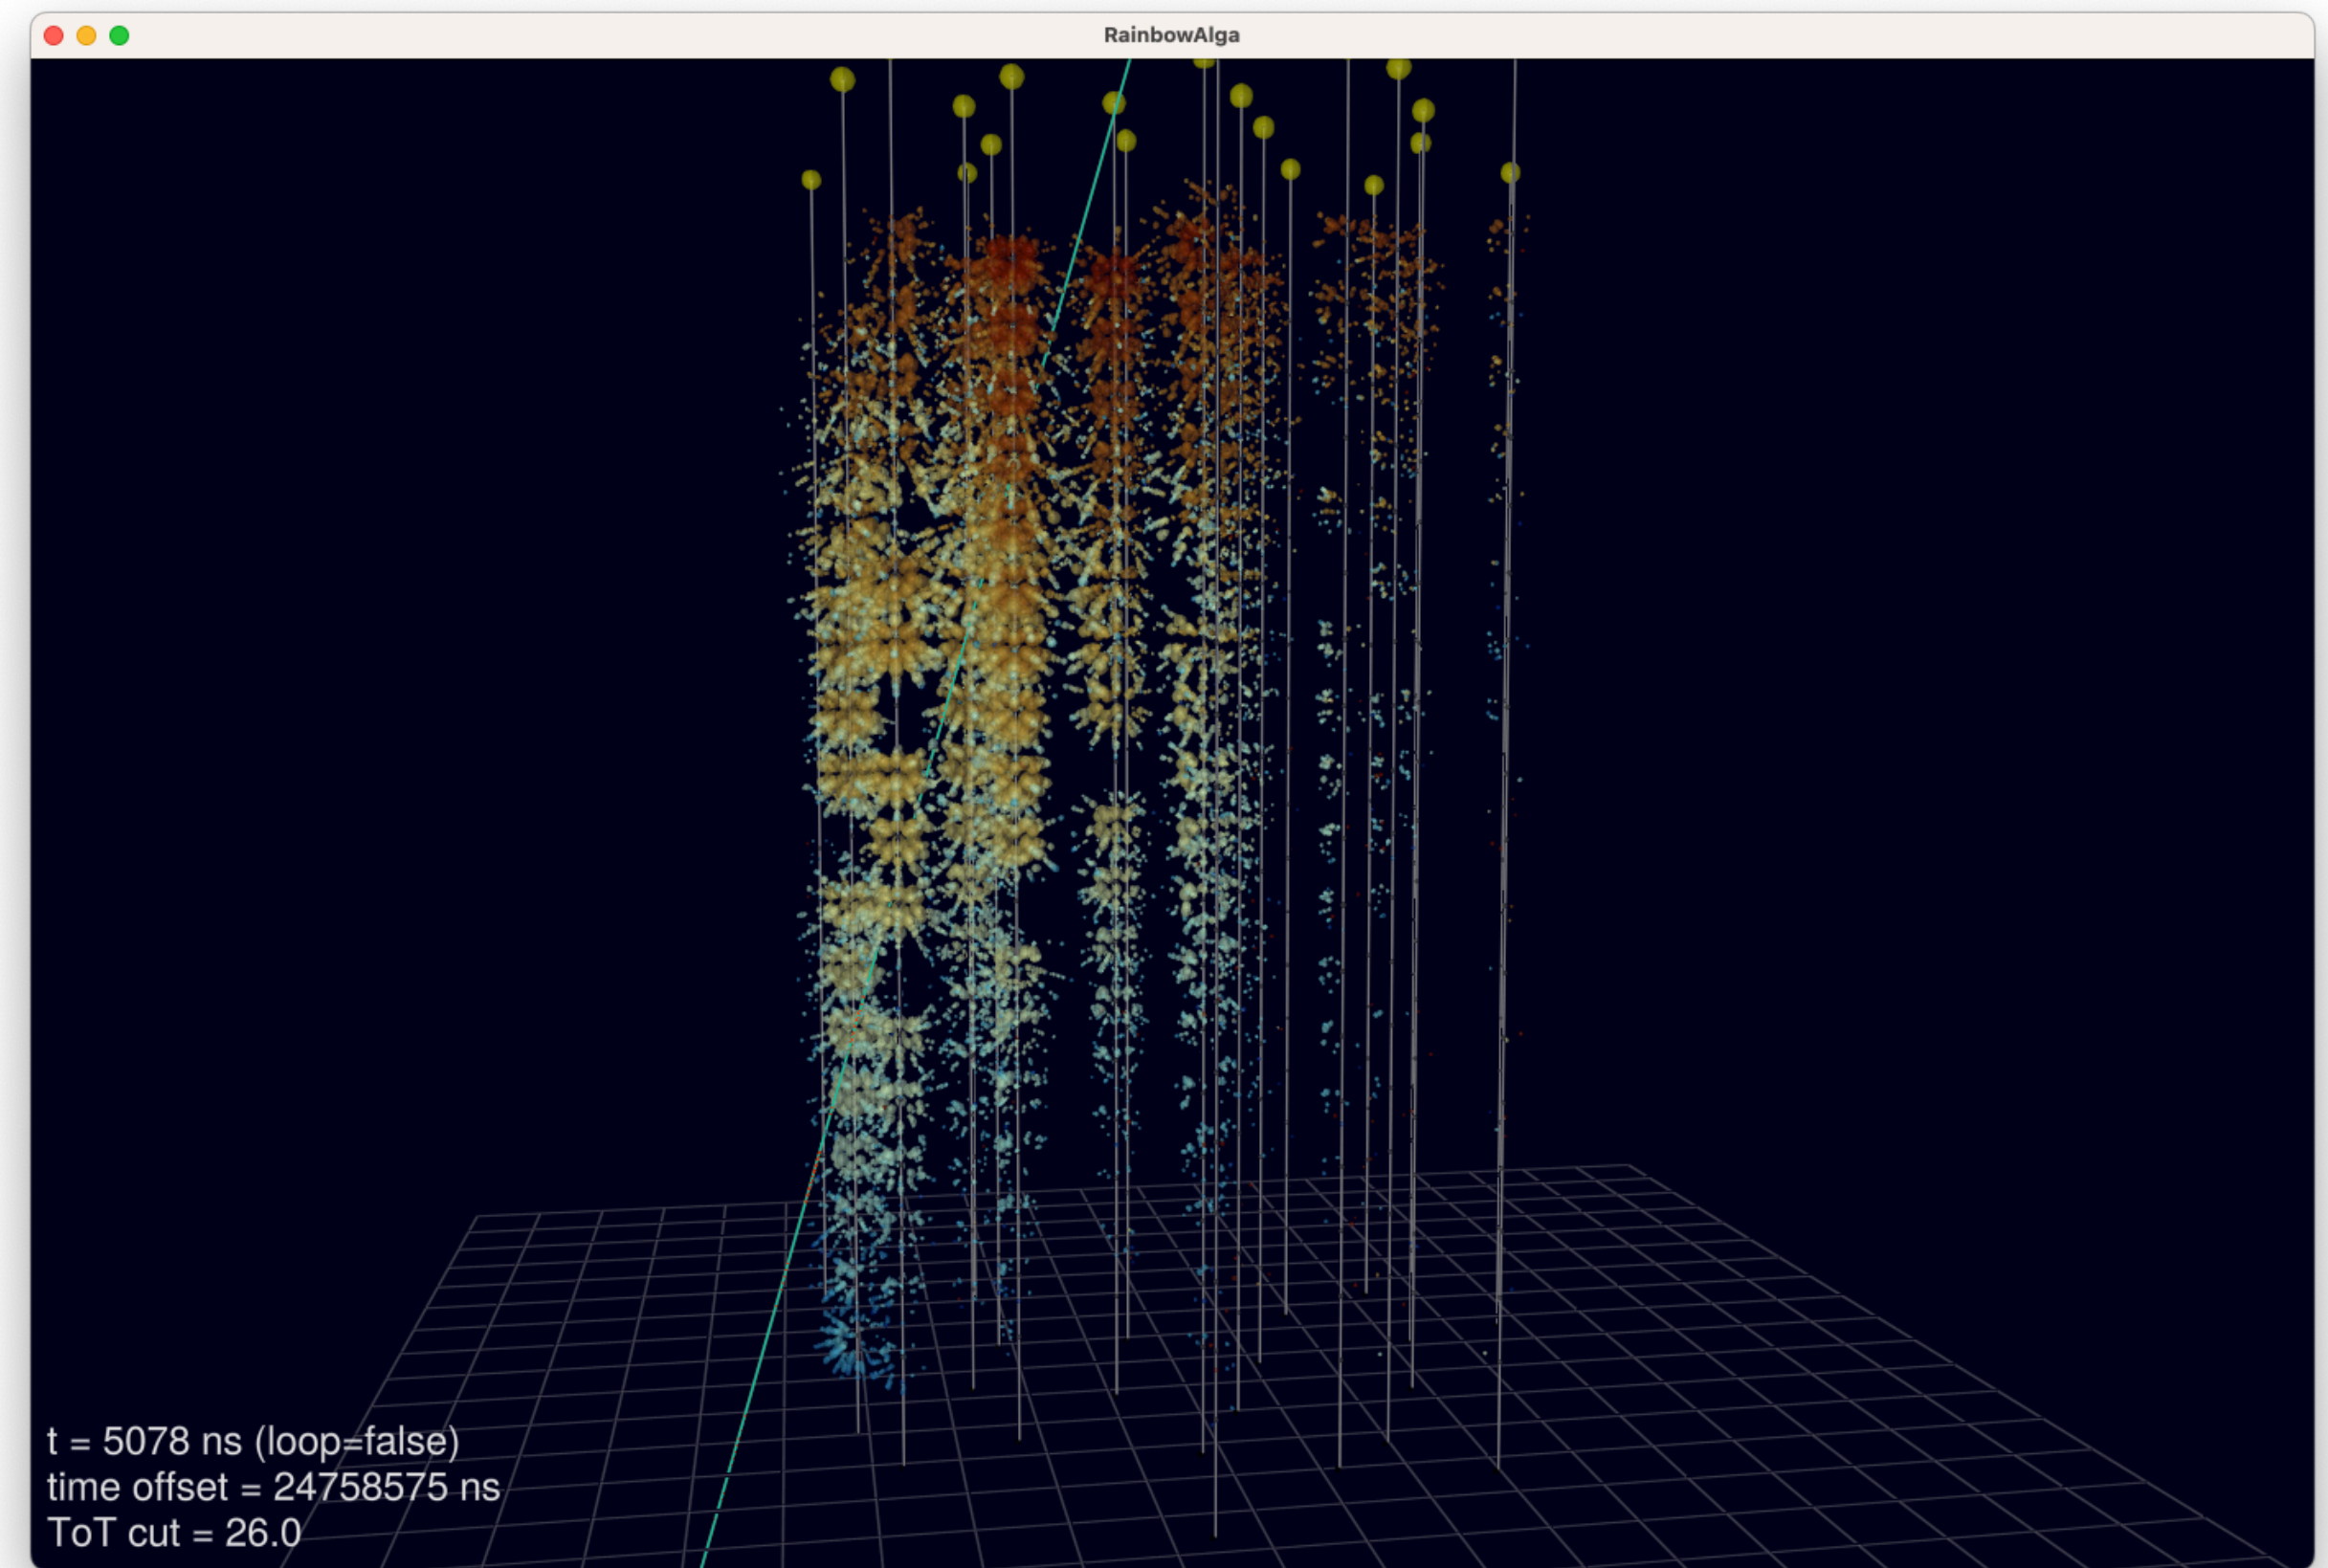 RainbowAlga
t = 5078 ns (loop=false)
time offset = 24758575 ns
ToT cut = 26.0